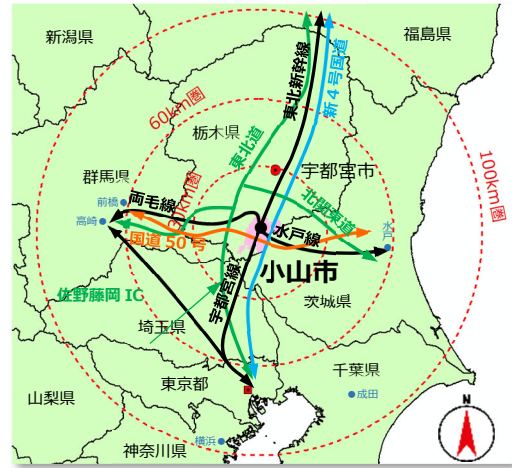 新潟県
福島県
東北新幹線
新４号国道
60km圏
栃木県
東北道
100km圏
宇都宮市
群馬県
30km圏
北関東道
前橋
両毛線
高崎
水戸線
水戸
国道 50 号
小山市
佐野藤岡 IC
宇都宮線
茨城県
埼玉県
東京都
千葉県
山梨県
成田
N
横浜
神奈川県